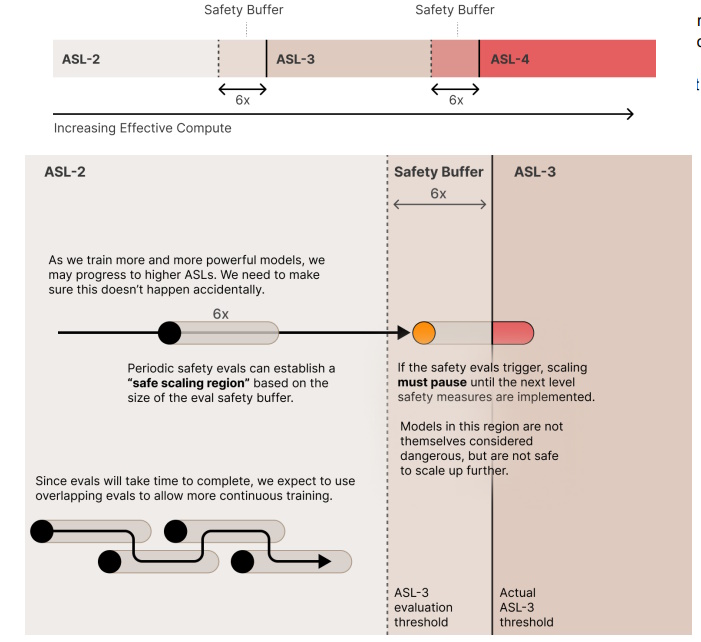 Safety Buffer
Safety Buffer
ASL-2
ASL-3
ASL-4
6x
6x
Increasing Effective Compute
ASL-2
Safety Buffer
ASL-3
6x
As we train more and more powerful models, we
may progress to higher ASLs. We need to make
sure this doesn't happen accidentally.
6x
Periodic safety evals can establish a
“safe scaling region” based on the
size of the eval safety buffer.
If the safety evals trigger, scaling
must pause until the next level
safety measures are implemented.
Models in this region are not
themselves considered
dangerous, but are not safe
to scale up further.
Since evals will take time to complete, we expect to use
overlapping evals to allow more continuous training.
ASL-3
evaluation
threshold
Actual
ASL-3
threshold